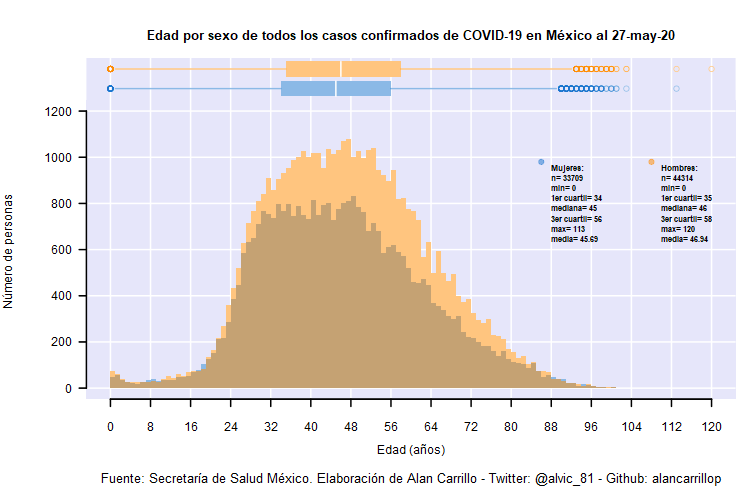 Edad por sexo de todos los casos confirmados de COVID-19 en México al 27-may-20
1200
1000
800
600
400
200
0
Número de personas
Mujeres:
n= 33709
min= 0
1er cuartil= 34
mediana= 45
3er cuartil= 56
max= 113
media= 45.69
Hombres:
n= 44314
min= 0
1er cuartil= 35
mediana= 46
3er cuartil= 58
max= 120
media= 46.94
0 8 16 24 32 40 48 56 64 72 80 88 96 104 112 120
Edad (años)
Fuente: Secretaría de Salud México. Elaboración de Alan Carrillo - Twitter: @alvic_81 - Github: alancarrillop